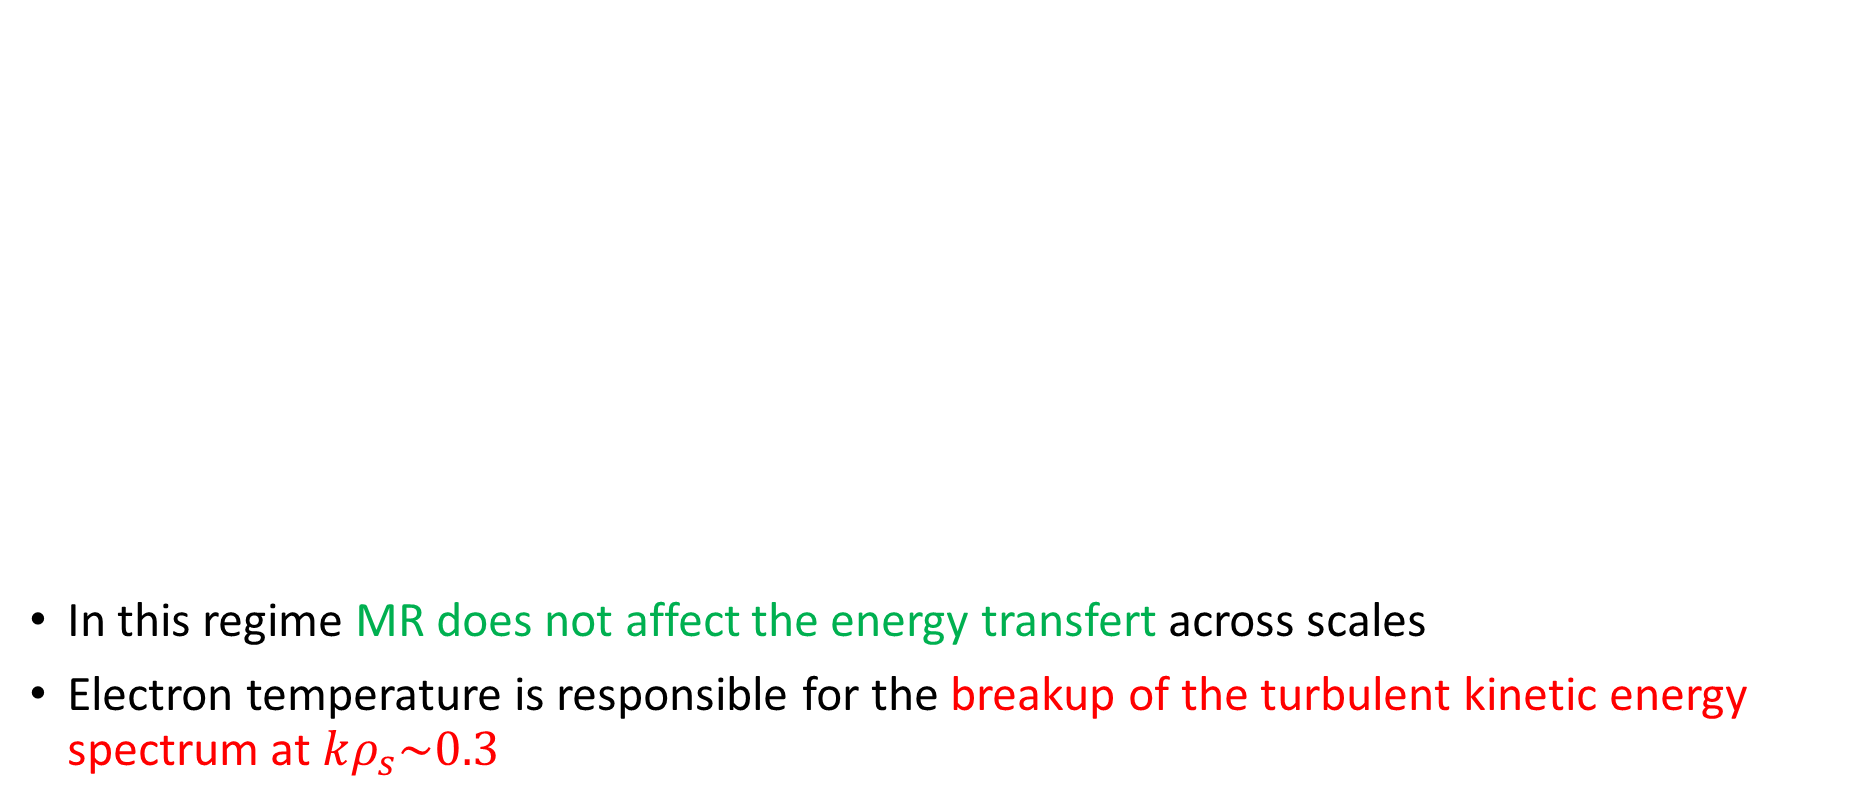 • In this regime MR does not affect the energy transfert across scales
• Electron temperature is responsible for the breakup of the turbulent kinetic energy
spectrum at 𝑘𝜌ₛ~0.3